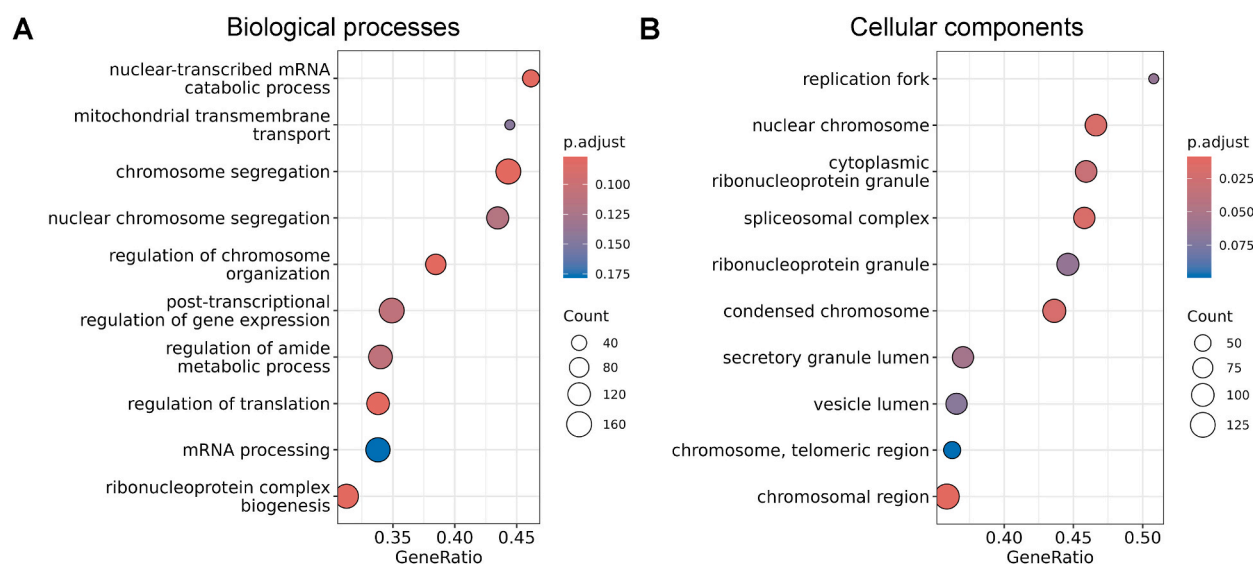 A
Biological processes
nuclear-transcribed mRNA
catabolic process
mitochondrial transmembrane
transport
chromosome segregation
nuclear chromosome segregation
regulation of chromosome
organization
post-transcriptional
regulation of gene expression
regulation of amide
metabolic process
regulation of translation
mRNA processing
ribonucleoprotein complex
biogenesis
0.35 0.40 0.45
GeneRatio
p.adjust
0.100
0.125
0.150
0.175
Count
40
80
120
160
B
Cellular components
replication fork
nuclear chromosome
cytoplasmic
ribonucleoprotein granule
spliceosomal complex
ribonucleoprotein granule
condensed chromosome
secretory granule lumen
vesicle lumen
chromosome, telomeric region
chromosomal region
0.40 0.45 0.50
GeneRatio
p.adjust
0.025
0.050
0.075
Count
50
75
100
125